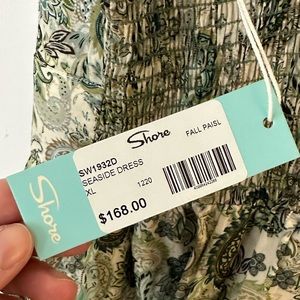 Shore
Shore
FALL PAISL
SW1932D
SEASIDE DRESS
XL
1220
$168.00